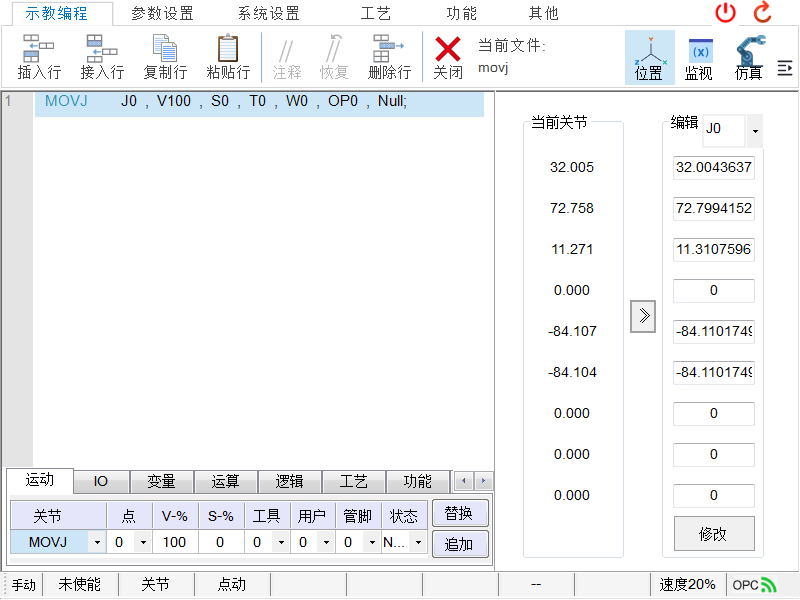 示教编程 参数设置 系统设置 工艺 功能 其他
插入行 接入行 复制行 粘贴行 注释 恢复 删除行 关闭 当前文件: movj 位置 监视 仿真
1 MOVJ J0 , V100 , S0 , T0 , W0 , OP0 , Null;
当前关节 编辑 J0
32.005 32.0043637
72.758 72.7994152
11.271 11.3107596
0.000 0
-84.107 -84.1101749
-84.104 -84.1101749
0.000 0
0.000 0
0.000 0
修改
运动 IO 变量 运算 逻辑 工艺 功能
关节 点 V-% S-% 工具 用户 管脚 状态 替换
MOVJ 0 100 0 0 0 0 N... 追加
手动 未使能 关节 点动 -- 速度20% OPC